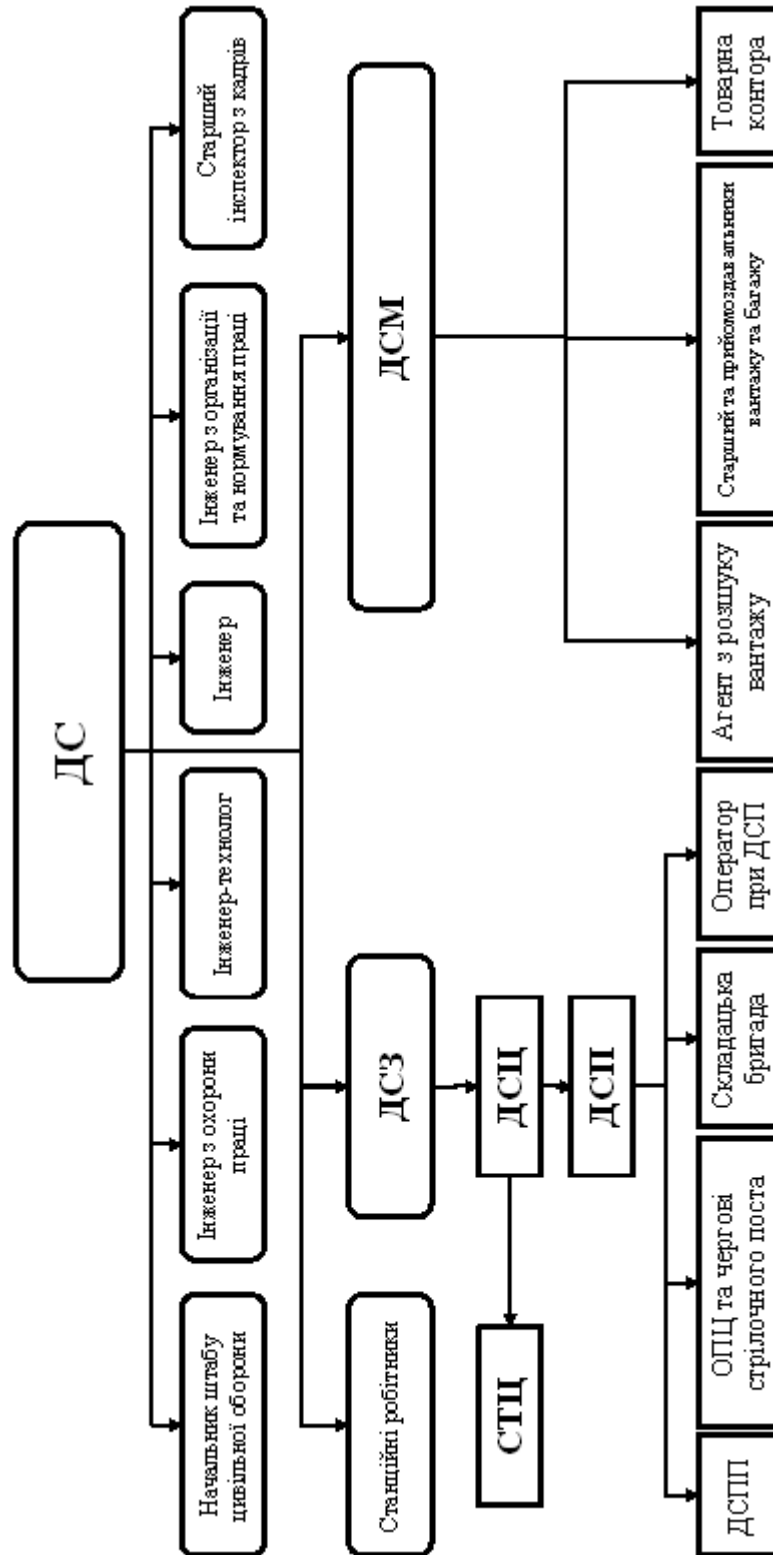 ДС
Начальник штабу
цивільної оборони
Інженер з охорони
праці
Інженер-технолог
Інженер
Інженер з організації
та нормування праці
Старший
інспектор з кадрів
Станційні робітники
ДСЗ
ДСМ
СТЦ
ДСЦ
ДСП
ДСПП
ОПЦ та чергові
стрілочного поста
Складацька
бригада
Оператор
при ДСП
Агент з розшуку
вантажу
Старший та прийомоздавальники
вантажу та багажу
Товарна
контора